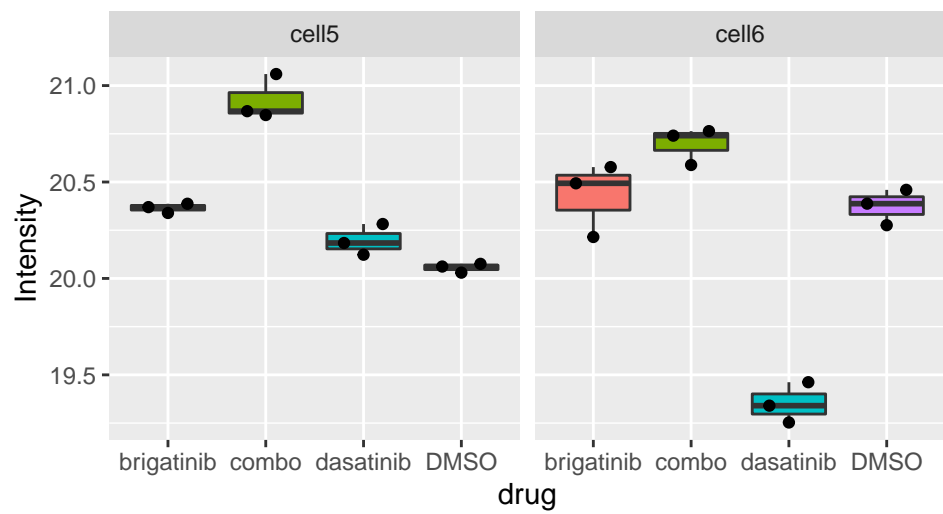 cell5 cell6
21.0
20.5
20.0
19.5
Intensity
brigatinib combo dasatinib DMSO brigatinib combo dasatinib DMSO
drug